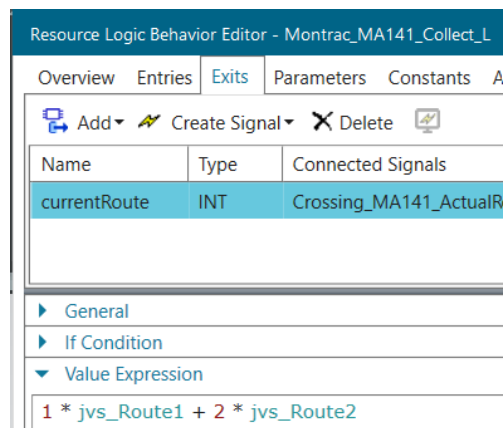 Resource Logic Behavior Editor - Montrac_MA141_Collect_L
Overview Entries Exits Parameters Constants A
Add Create Signal Delete
Name Type Connected Signals
currentRoute INT Crossing_MA141_ActualR
General
If Condition
Value Expression
1 * jvs_Route1 + 2 * jvs_Route2